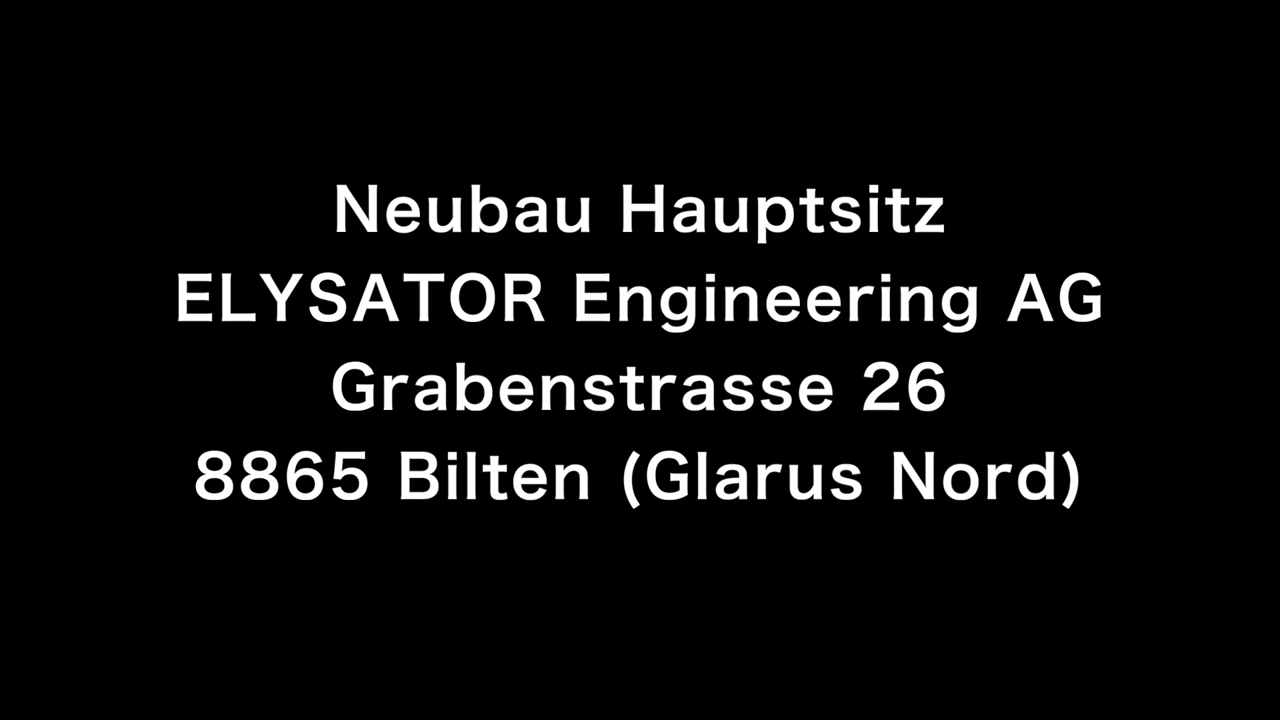 Neubau Hauptsitz
ELYSATOR Engineering AG
Grabenstrasse 26
8865 Bilten (Glarus Nord)